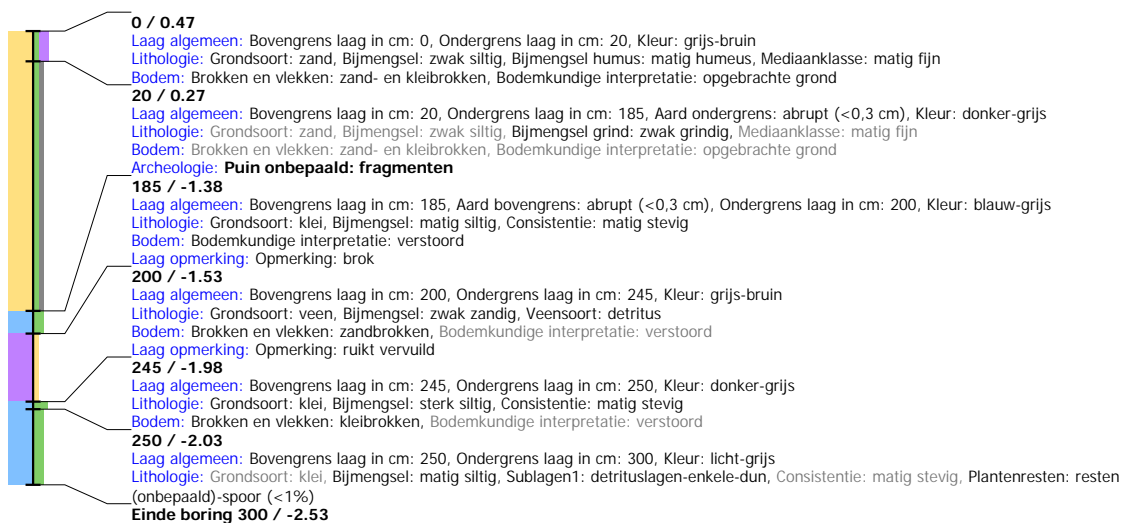 0 / 0.47
Laag algemeen: Bovengrens laag in cm: 0, Ondergrens laag in cm: 20, Kleur: grijs-bruin
Lithologie: Grondsoort: zand, Bijmengsel: zwak siltig, Bijmengsel humus: matig humeus, Mediaanklasse: matig fijn
Bodem: Brokken en vlekken: zand- en kleibrokken, Bodemkundige interpretatie: opgebrachte grond
20 / 0.27
Laag algemeen: Bovengrens laag in cm: 20, Ondergrens laag in cm: 185, Aard ondergrens: abrupt (<0,3 cm), Kleur: donker-grijs
Lithologie: Grondsoort: zand, Bijmengsel: zwak siltig, Bijmengsel grind: zwak grindig, Mediaanklasse: matig fijn
Bodem: Brokken en vlekken: zand- en kleibrokken, Bodemkundige interpretatie: opgebrachte grond
Archeologie: Puin onbepaald: fragmenten
185 / -1.38
Laag algemeen: Bovengrens laag in cm: 185, Aard bovengrens: abrupt (<0,3 cm), Ondergrens laag in cm: 200, Kleur: blauw-grijs
Lithologie: Grondsoort: klei, Bijmengsel: matig siltig, Consistentie: matig stevig
Bodem: Bodemkundige interpretatie: verstoord
Laag opmerking: Opmerking: brok
200 / -1.53
Laag algemeen: Bovengrens laag in cm: 200, Ondergrens laag in cm: 245, Kleur: grijs-bruin
Lithologie: Grondsoort: veen, Bijmengsel: zwak zandig, Veensoort: detritus
Bodem: Brokken en vlekken: zandbrokken, Bodemkundige interpretatie: verstoord
Laag opmerking: Opmerking: ruikt vervuild
245 / -1.98
Laag algemeen: Bovengrens laag in cm: 245, Ondergrens laag in cm: 250, Kleur: donker-grijs
Lithologie: Grondsoort: klei, Bijmengsel: sterk siltig, Consistentie: matig stevig
Bodem: Brokken en vlekken: kleibrokken, Bodemkundige interpretatie: verstoord
250 / -2.03
Laag algemeen: Bovengrens laag in cm: 250, Ondergrens laag in cm: 300, Kleur: licht-grijs
Lithologie: Grondsoort: klei, Bijmengsel: matig siltig, Sublagen1: detrituslagen-enkele-dun, Consistentie: matig stevig, Plantenresten: resten
(onbepaald)-spoor (<1%)
Einde boring 300 / -2.53